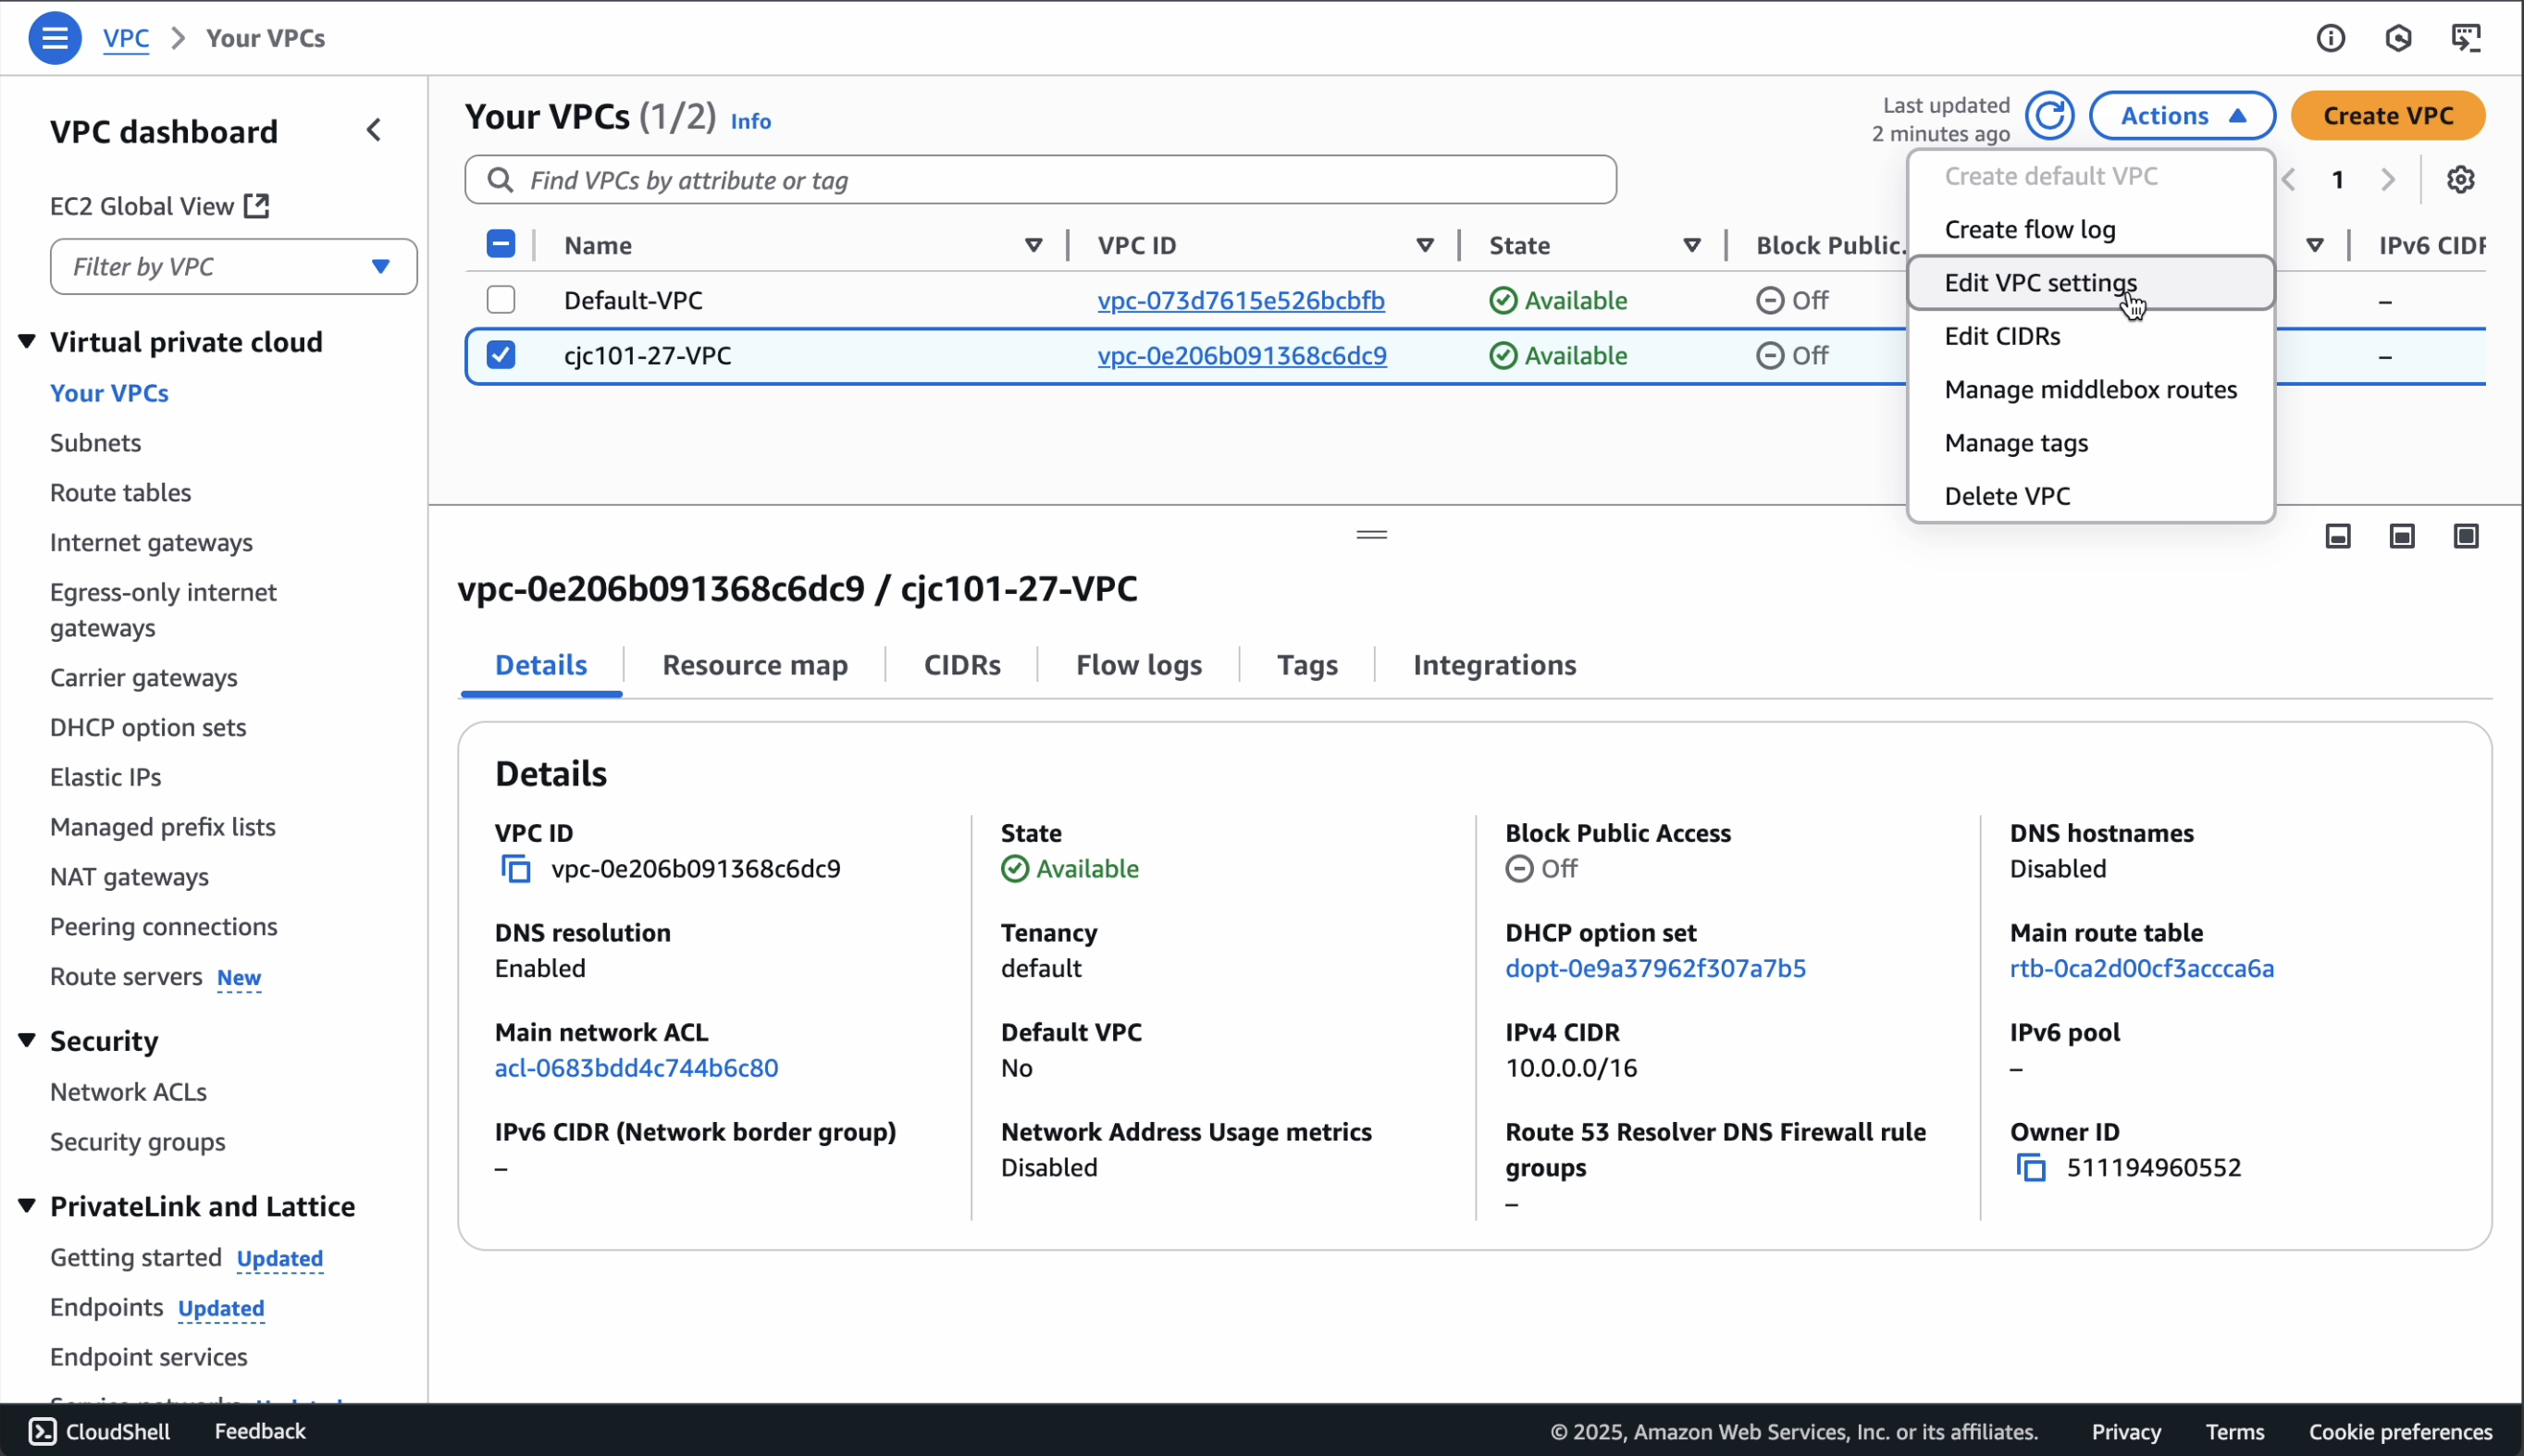 VPC > Your VPCs
VPC dashboard
EC2 Global View
Filter by VPC
Virtual private cloud
Your VPCs
Subnets
Route tables
Internet gateways
Egress-only internet
gateways
Carrier gateways
DHCP option sets
Elastic IPs
Managed prefix lists
NAT gateways
Peering connections
Route servers New
Security
Network ACLs
Security groups
PrivateLink and Lattice
Getting started Updated
Endpoints Updated
Endpoint services
Your VPCs (1/2) Info
Last updated
2 minutes ago
Actions
Create VPC
Find VPCs by attribute or tag
1
Create default VPC
Create flow log
Edit VPC settings
Edit CIDRs
Manage middlebox routes
Manage tags
Delete VPC
Name VPC ID State Block Public... IPv6 CIDR
Default-VPC vpc-073d7615e526bcbfb Available Off –
cjc101-27-VPC vpc-0e206b091368c6dc9 Available Off –
vpc-0e206b091368c6dc9 / cjc101-27-VPC
Details Resource map CIDRs Flow logs Tags Integrations
Details
VPC ID
vpc-0e206b091368c6dc9
State
Available
Block Public Access
Off
DNS hostnames
Disabled
DNS resolution
Enabled
Tenancy
default
DHCP option set
dopt-0e9a37962f307a7b5
Main route table
rtb-0ca2d00cf3accca6a
Main network ACL
acl-0683bdd4c744b6c80
Default VPC
No
IPv4 CIDR
10.0.0.0/16
IPv6 pool
–
IPv6 CIDR (Network border group)
–
Network Address Usage metrics
Disabled
Route 53 Resolver DNS Firewall rule
groups
–
Owner ID
511194960552
CloudShell Feedback © 2025, Amazon Web Services, Inc. or its affiliates. Privacy Terms Cookie preferences